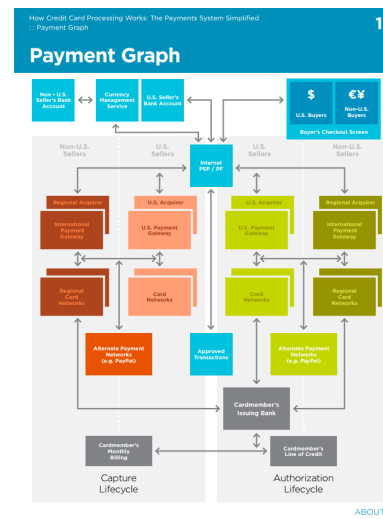 How Credit Card Processing Works: The Payments System Simplified
: : Payment Graph
1
Payment Graph
Non - U.S.
Seller's Bank
Account
Currency
Management
Service
U.S. Seller's
Bank Account
$
U.S. Buyers
€¥
Non-U.S.
Buyers
Buyer's Checkout Screen
Non-U.S.
Sellers
U.S.
Sellers
Internet
PSP / PF
U.S.
Sellers
Non-U.S.
Sellers
Regional Acquirer
International
Payment
Gateway
U.S. Acquirer
U.S. Payment
Gateway
U.S. Acquirer
U.S. Payment
Gateway
Regional Acquirer
International
Payment
Gateway
Regional
Card
Networks
Card
Networks
Card
Networks
Regional
Card
Networks
Alternate Payment
Networks
(e.g. PayPal)
Approved
Transactions
Alternate Payment
Networks
(e.g. PayPal)
Cardmember's
Issuing Bank
Cardmember's
Monthly
Billing
Cardmember's
Line of Credit
Capture
Lifecycle
Authorization
Lifecycle
ABOUT